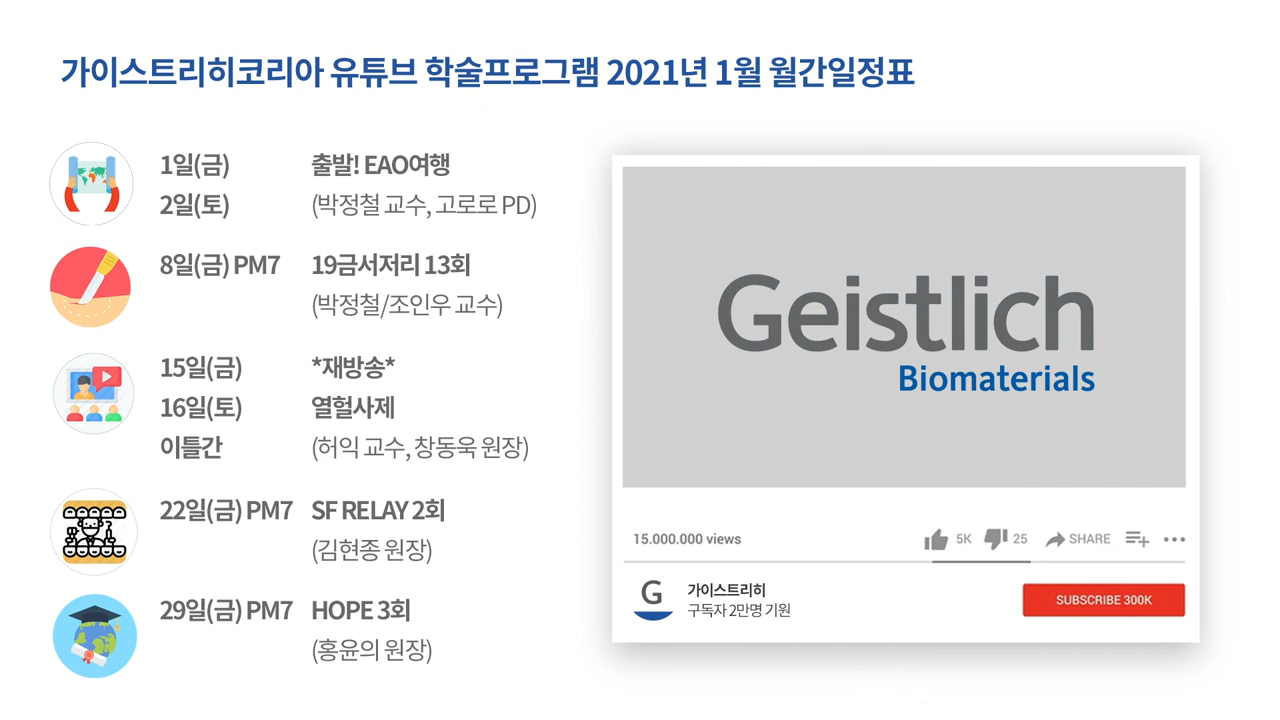 가이스트리히코리아 유튜브 학술프로그램 2021년 1월 월간일정표
1일(금) 출발! EAO여행
2일(토) (박정철 교수, 고로로 PD)
8일(금) PM7 19금서저리 13회
(박정철/조인우 교수)
15일(금) *재방송*
16일(토) 열헐사제
이틀간 (허익 교수, 창동욱 원장)
22일(금) PM7 SF RELAY 2회
(김현종 원장)
29일(금) PM7 HOPE 3회
(홍윤의 원장)
Geistlich
Biomaterials
15.000.000 views 5K 25 SHARE
G 가이스트리히
구독자 2만명 기원
SUBSCRIBE 300K